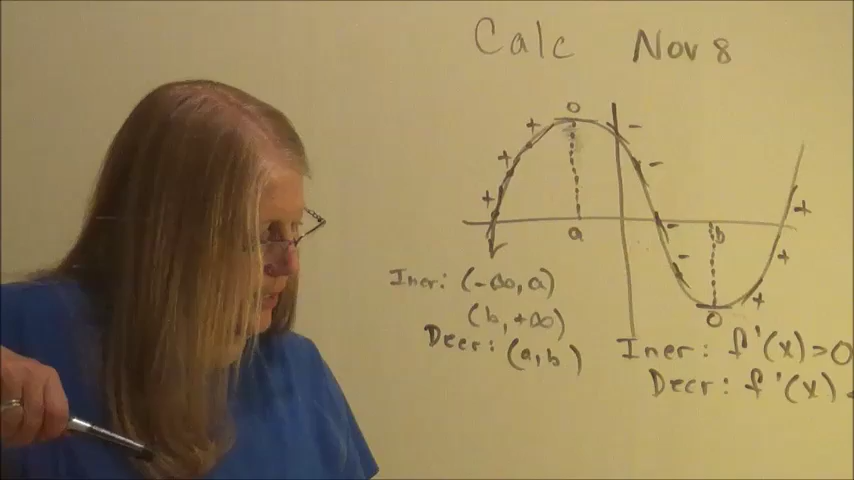 Calc Nov 8
0
+ -
+ -
+ - +
a b
- +
- +
0
Incr: (-∞, a)
(b, +∞)
Decr: (a, b)
Incr: f'(x) > 0
Decr: f'(x) <